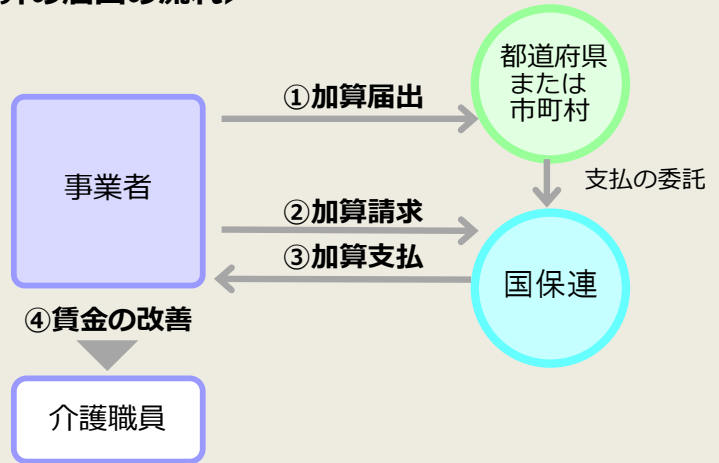 都道府県
または
市町村
①加算届出
事業者
支払の委託
②加算請求
③加算支払
国保連
④賃金の改善
介護職員